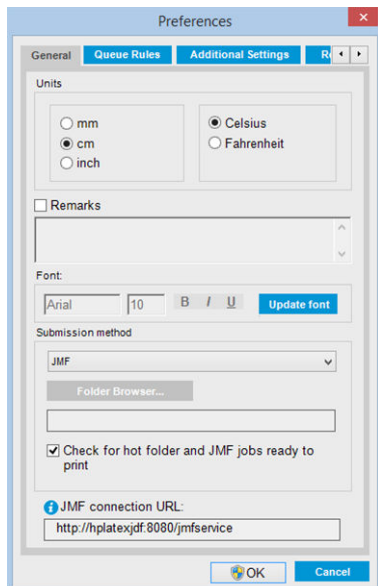 Preferences
General Queue Rules Additional Settings
Units
mm
cm
inch
Celsius
Fahrenheit
Remarks
Font:
Arial 10 B I U Update font
Submission method
JMF
Folder Browser...
Check for hot folder and JMF jobs ready to
print
JMF connection URL:
http://hplatexjdf:8080/jmfservice
OK Cancel